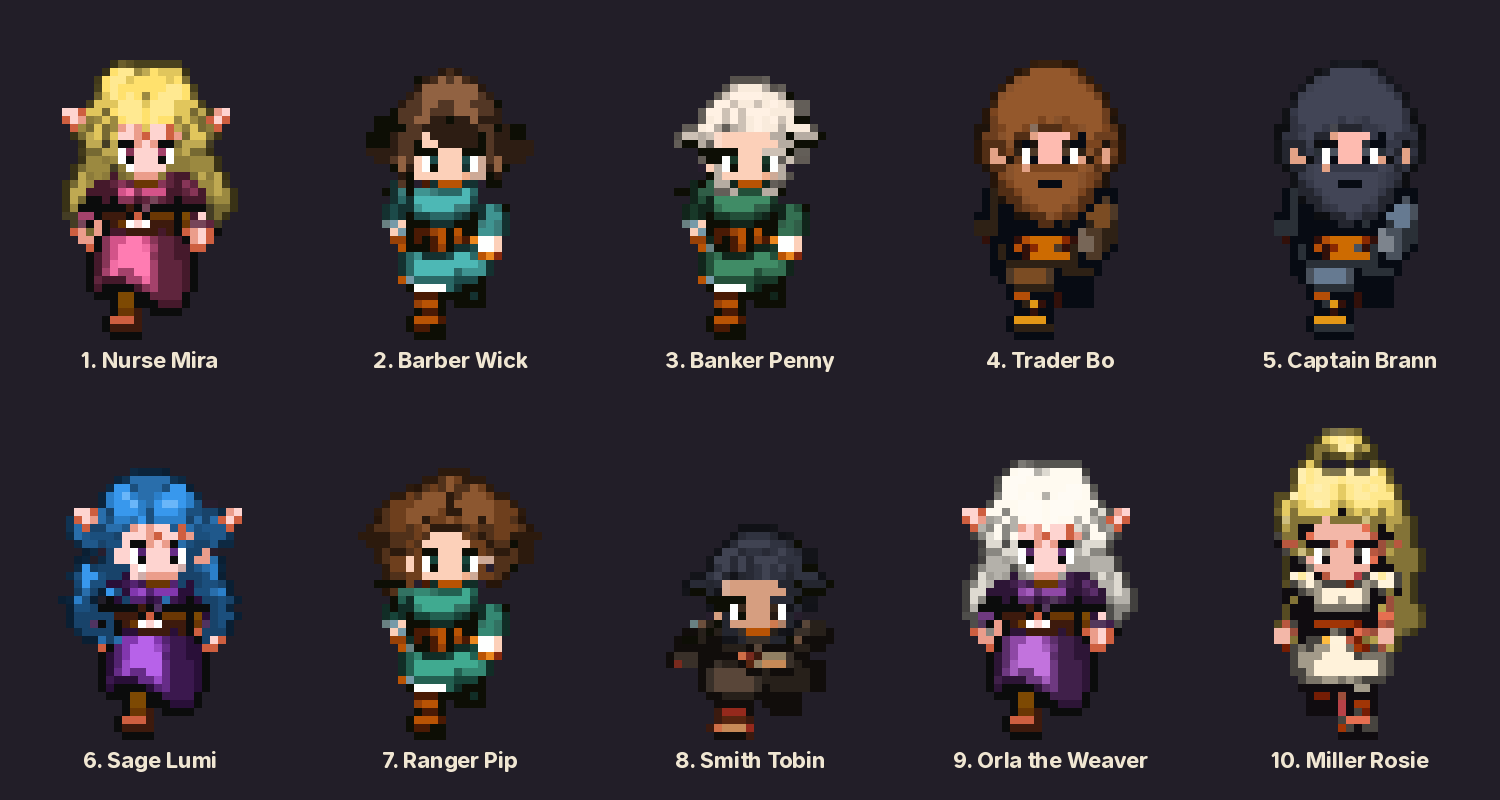 1. Nurse Mira
2. Barber Wick
3. Banker Penny
4. Trader Bo
5. Captain Brann
6. Sage Lumi
7. Ranger Pip
8. Smith Tobin
9. Orla the Weaver
10. Miller Rosie